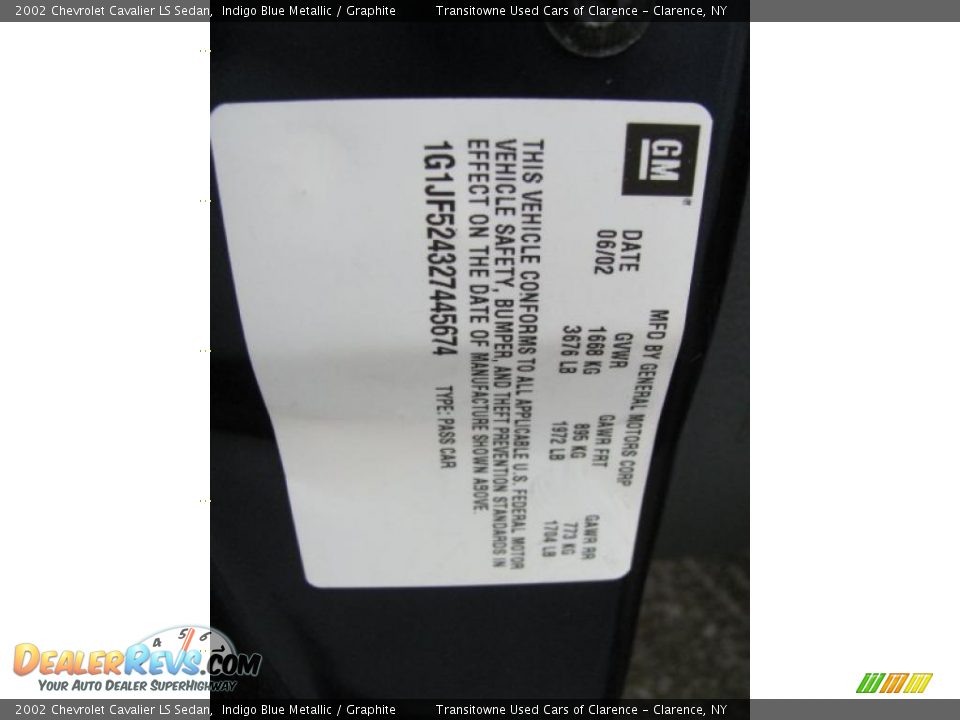 2002 Chevrolet Cavalier LS Sedan, Indigo Blue Metallic / Graphite Transitowne Used Cars of Clarence - Clarence, NY
GM®
MFD BY GENERAL MOTORS CORP
DATE GVWR GAWR FRT GAWR RR
06/02 1668 KG 895 KG 773 KG
3676 LB 1972 LB 1704 LB
THIS VEHICLE CONFORMS TO ALL APPLICABLE U.S. FEDERAL MOTOR
VEHICLE SAFETY, BUMPER, AND THEFT PREVENTION STANDARDS IN
EFFECT ON THE DATE OF MANUFACTURE SHOWN ABOVE.
1G1JF524327445674 TYPE: PASS CAR
4 5 6
DEALERREVS.COM
YOUR AUTO DEALER SUPERHIGHWAY
2002 Chevrolet Cavalier LS Sedan, Indigo Blue Metallic / Graphite Transitowne Used Cars of Clarence - Clarence, NY